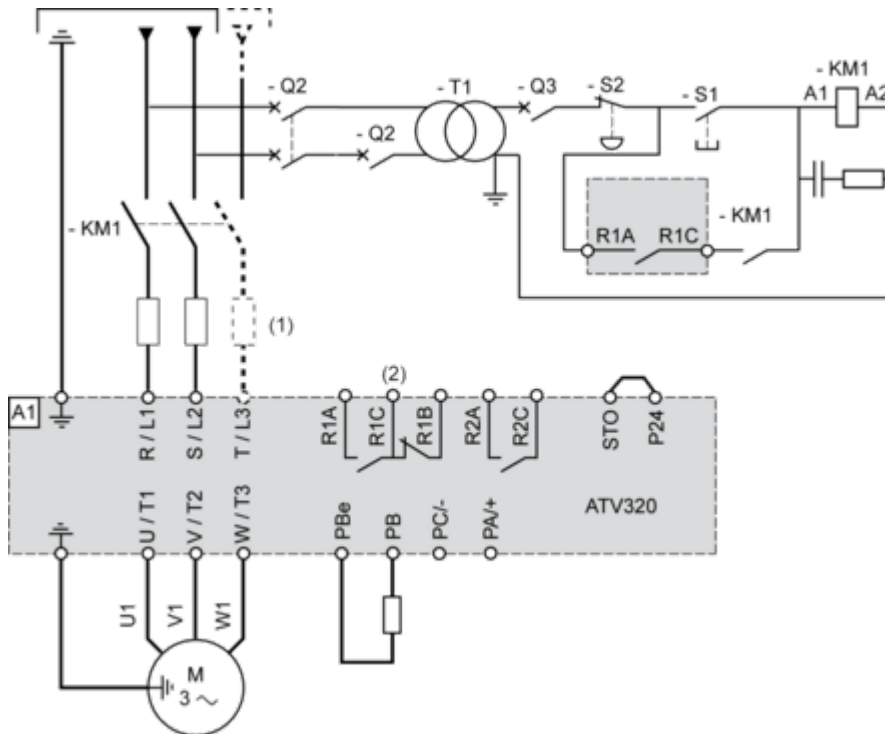 - Q2
- T1
- Q3
- S2
- S1
- KM1
A1
A2
- Q2
- KM1
R1A
R1C
- KM1
(1)
(2)
A1
R / L1
S / L2
T / L3
R1A
R1C
R1B
R2A
R2C
STO
P24
U / T1
V / T2
W / T3
PBe
PB
PC/-
PA/+
ATV320
U1
V1
W1
M
3 ~